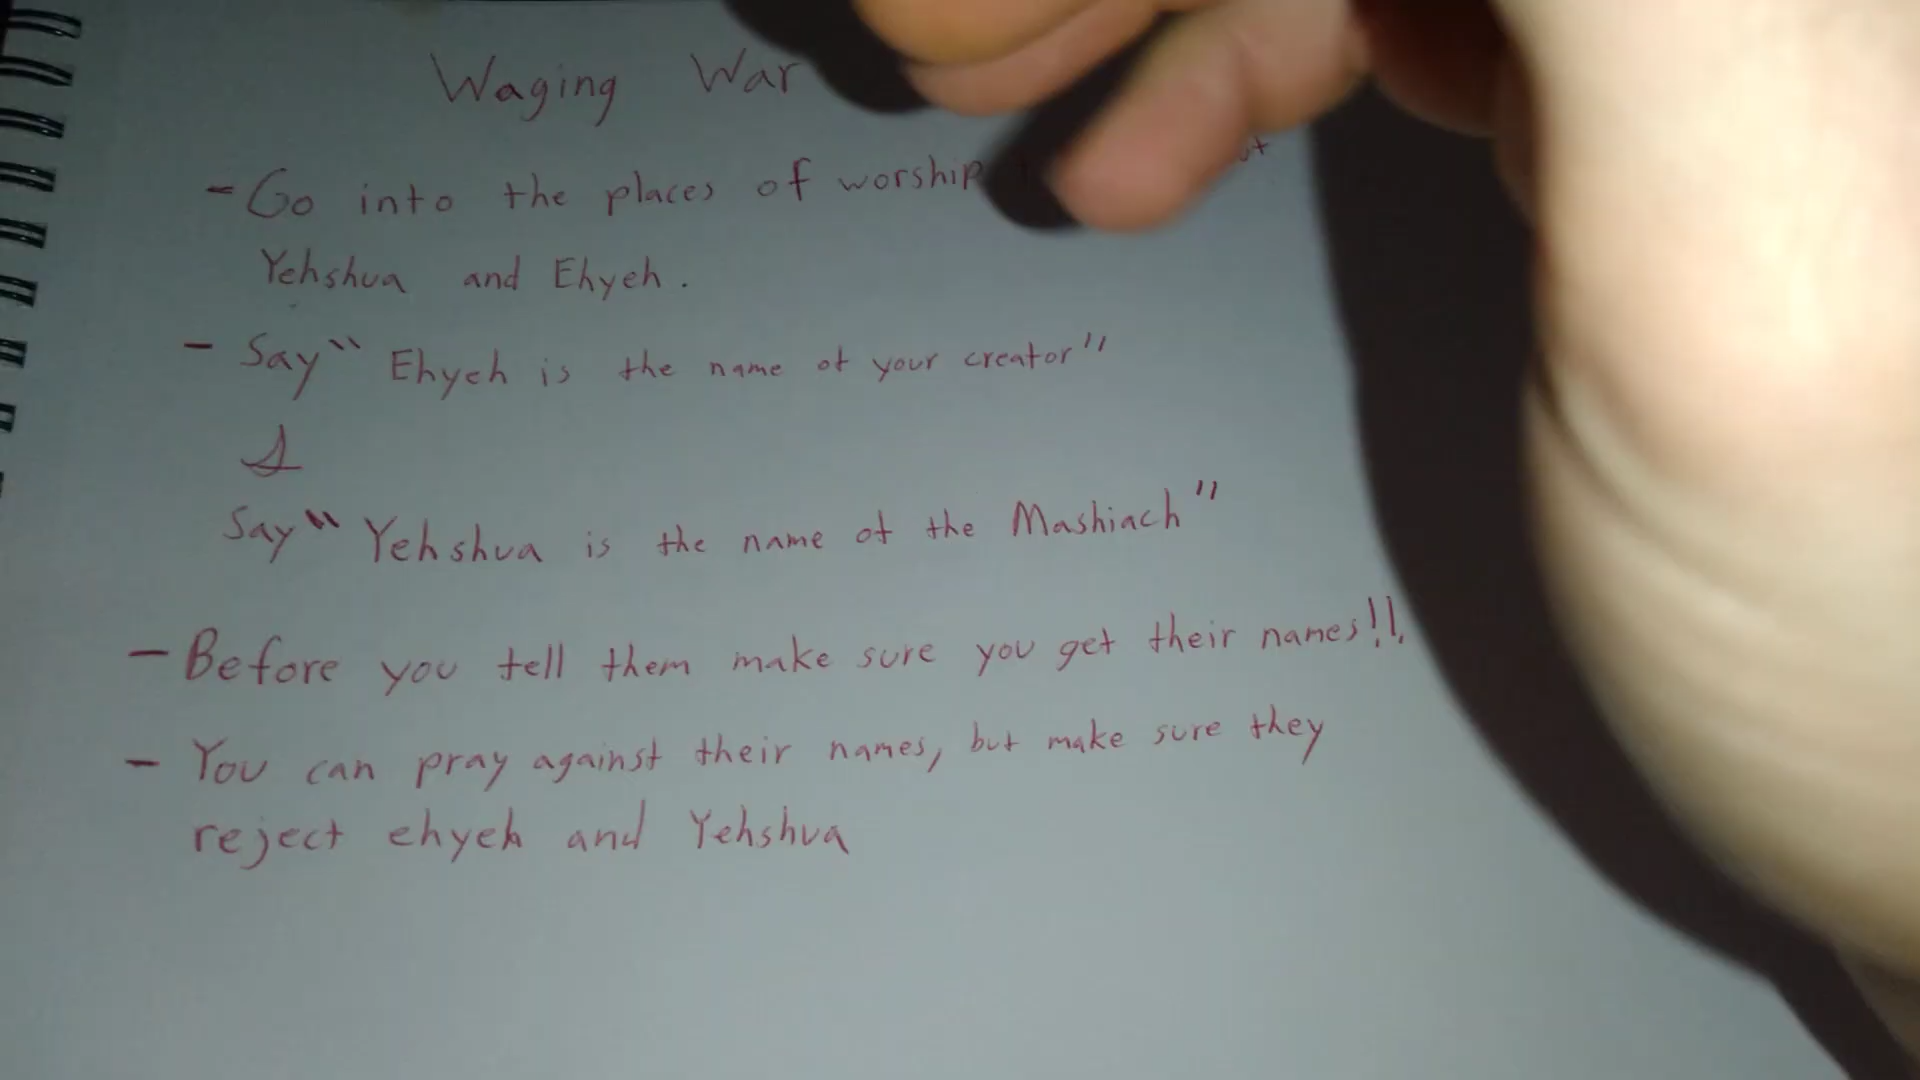 Waging War
- Go into the places of worship
Yehshua and Ehyeh.
- Say "Ehyeh is the name of your creator"
&
Say "Yehshua is the name of the Mashiach"
- Before you tell them make sure you get their names!!
- You can pray against their names, but make sure they
reject ehyeh and Yehshua